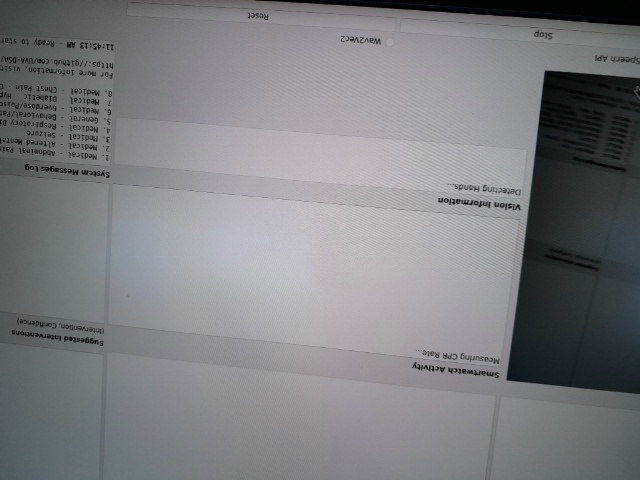 Smartwatch Activity
Measuring CPR Rate...
Suggested Interventions
(Intervention, Confidence)
Vision Information
Detecting Hands...
System Messages Log
1. Medical - Abdominal Pain
2. Medical - Altered Mental
3. Medical - Seizure
4. Medical - Respiratory Di
5. General - Behavioral/Pat
6. Medical - Overdose/Poiso
7. Medical - Diabetic - Hyp
8. Medical - Chest Pain - C
For more information, visit
https://github.com/UVA-DSA/
11:45:13 AM - Ready to star
Speech API
Wav2Vec2
Stop
Reset